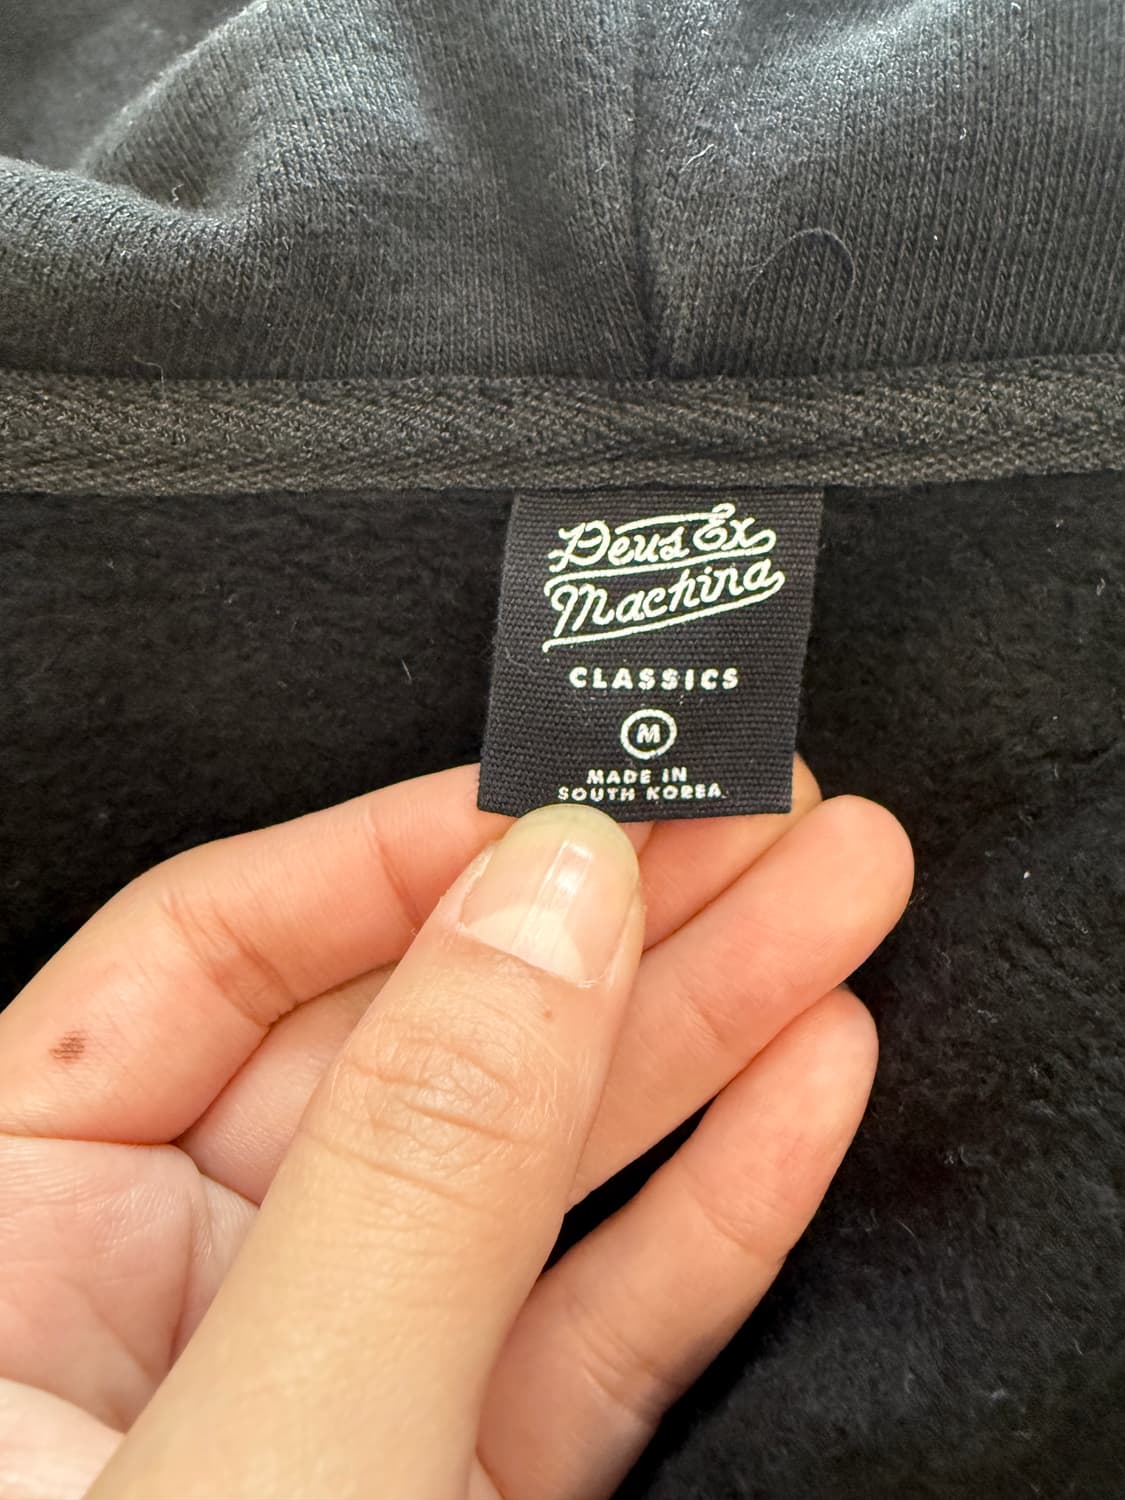 Deus Ex
Machina
CLASSICS
M
MADE IN
SOUTH KOREA